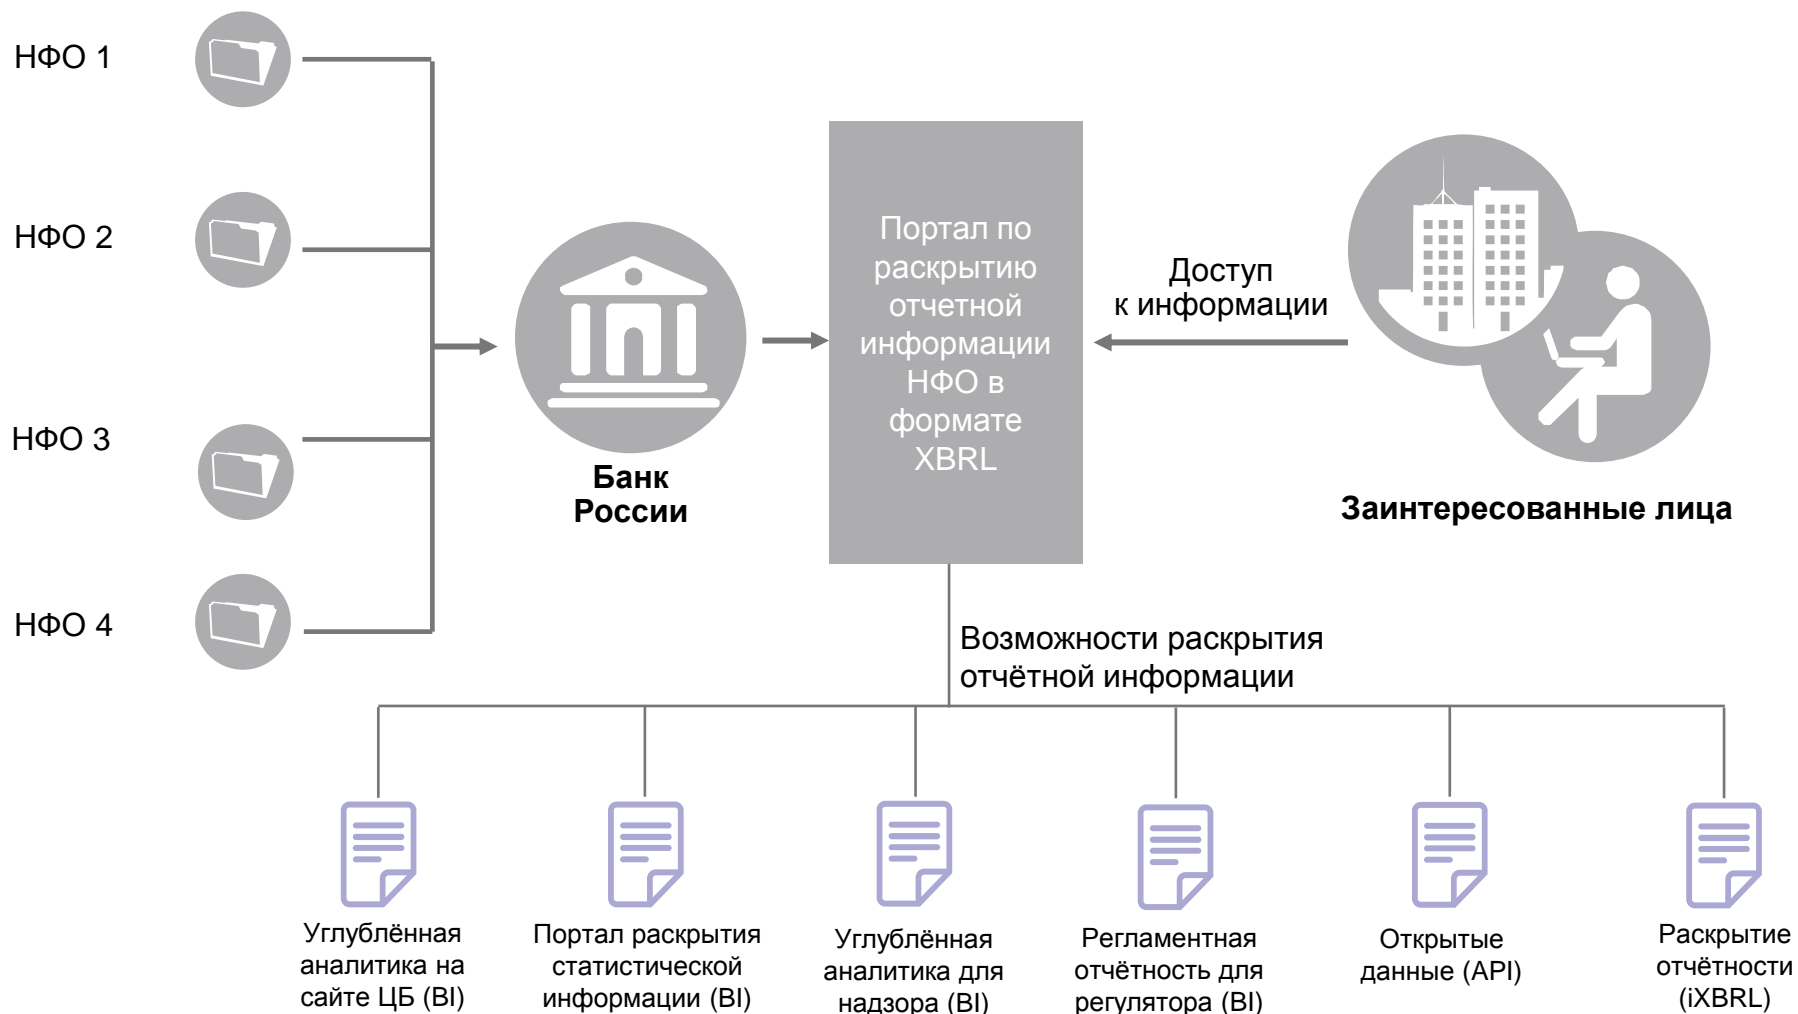 НФО 1
НФО 2
НФО 3
НФО 4
Банк
России
Портал по
раскрытию
отчетной
информации
НФО в
формате
XBRL
Доступ
к информации
Заинтересованные лица
Возможности раскрытия
отчётной информации
Углублённая
аналитика на
сайте ЦБ (BI)
Портал раскрытия
статистической
информации (BI)
Углублённая
аналитика для
надзора (BI)
Регламентная
отчётность для
регулятора (BI)
Открытые
данные (API)
Раскрытие
отчётности
(iXBRL)